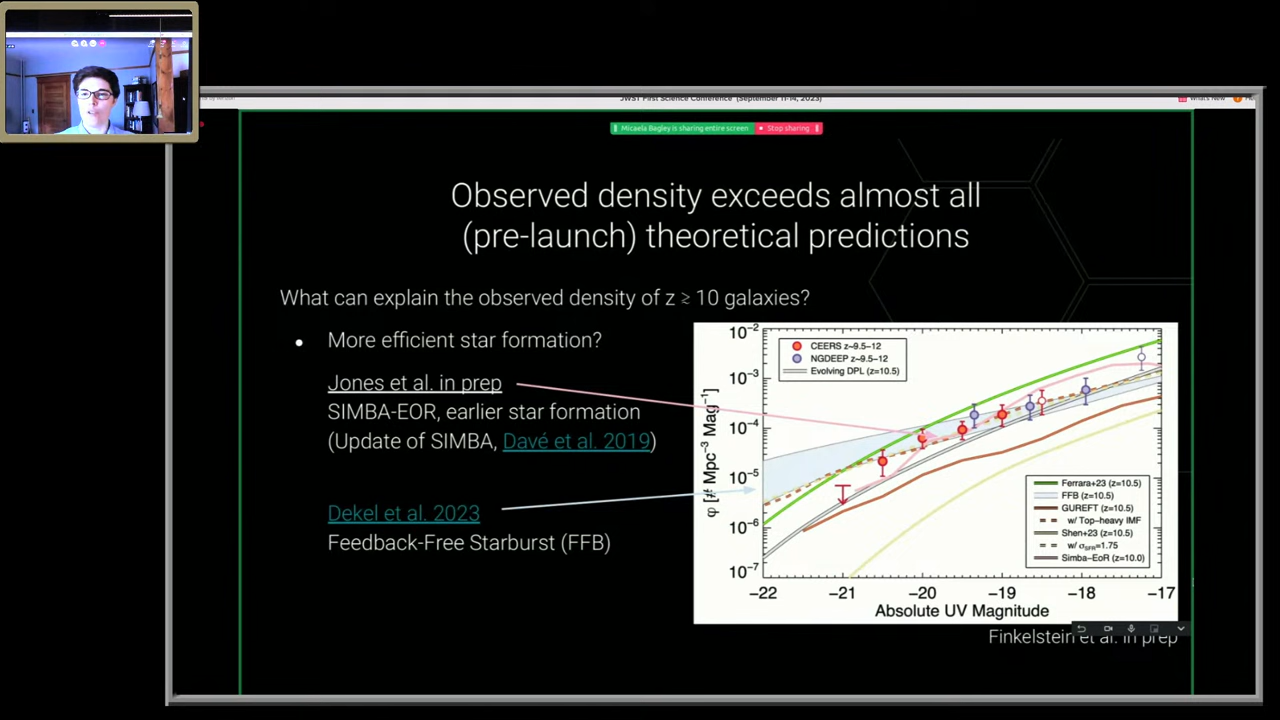 JWST First Science Conference (September 11-14, 2023)
What's New
Micaela Bagley is sharing entire screen
Stop sharing
Observed density exceeds almost all
(pre-launch) theoretical predictions
What can explain the observed density of z ≥ 10 galaxies?
• More efficient star formation?
Jones et al. in prep
SIMBA-EOR, earlier star formation
(Update of SIMBA, Davé et al. 2019)
Dekel et al. 2023
Feedback-Free Starburst (FFB)
10-2
10-3
10-4
10-5
10-6
10-7
φ [# Mpc-3 Mag-1]
CEERS z~9.5-12
NGDEEP z~9.5-12
Evolving DPL (z=10.5)
Ferrara+23 (z=10.5)
FFB (z=10.5)
GUREFT (z=10.5)
w/ Top-heavy IMF
Shen+23 (z=10.5)
w/ σSFR=1.75
Simba-EoR (z=10.0)
-22 -21 -20 -19 -18 -17
Absolute UV Magnitude
Finkelstein et al. in prep